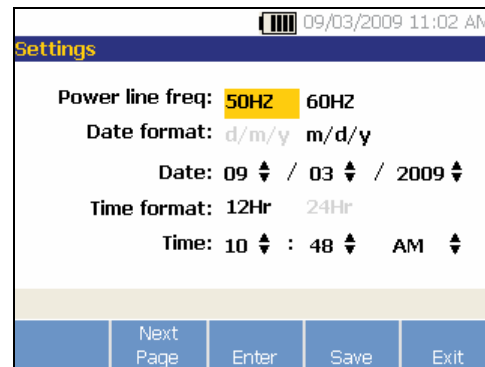 09/03/2009 11:02 AM
Settings
Power line freq: 50HZ 60HZ
Date format: d/m/y m/d/y
Date: 09 / 03 / 2009
Time format: 12Hr 24Hr
Time: 10 : 48 AM
Next Page Enter Save Exit